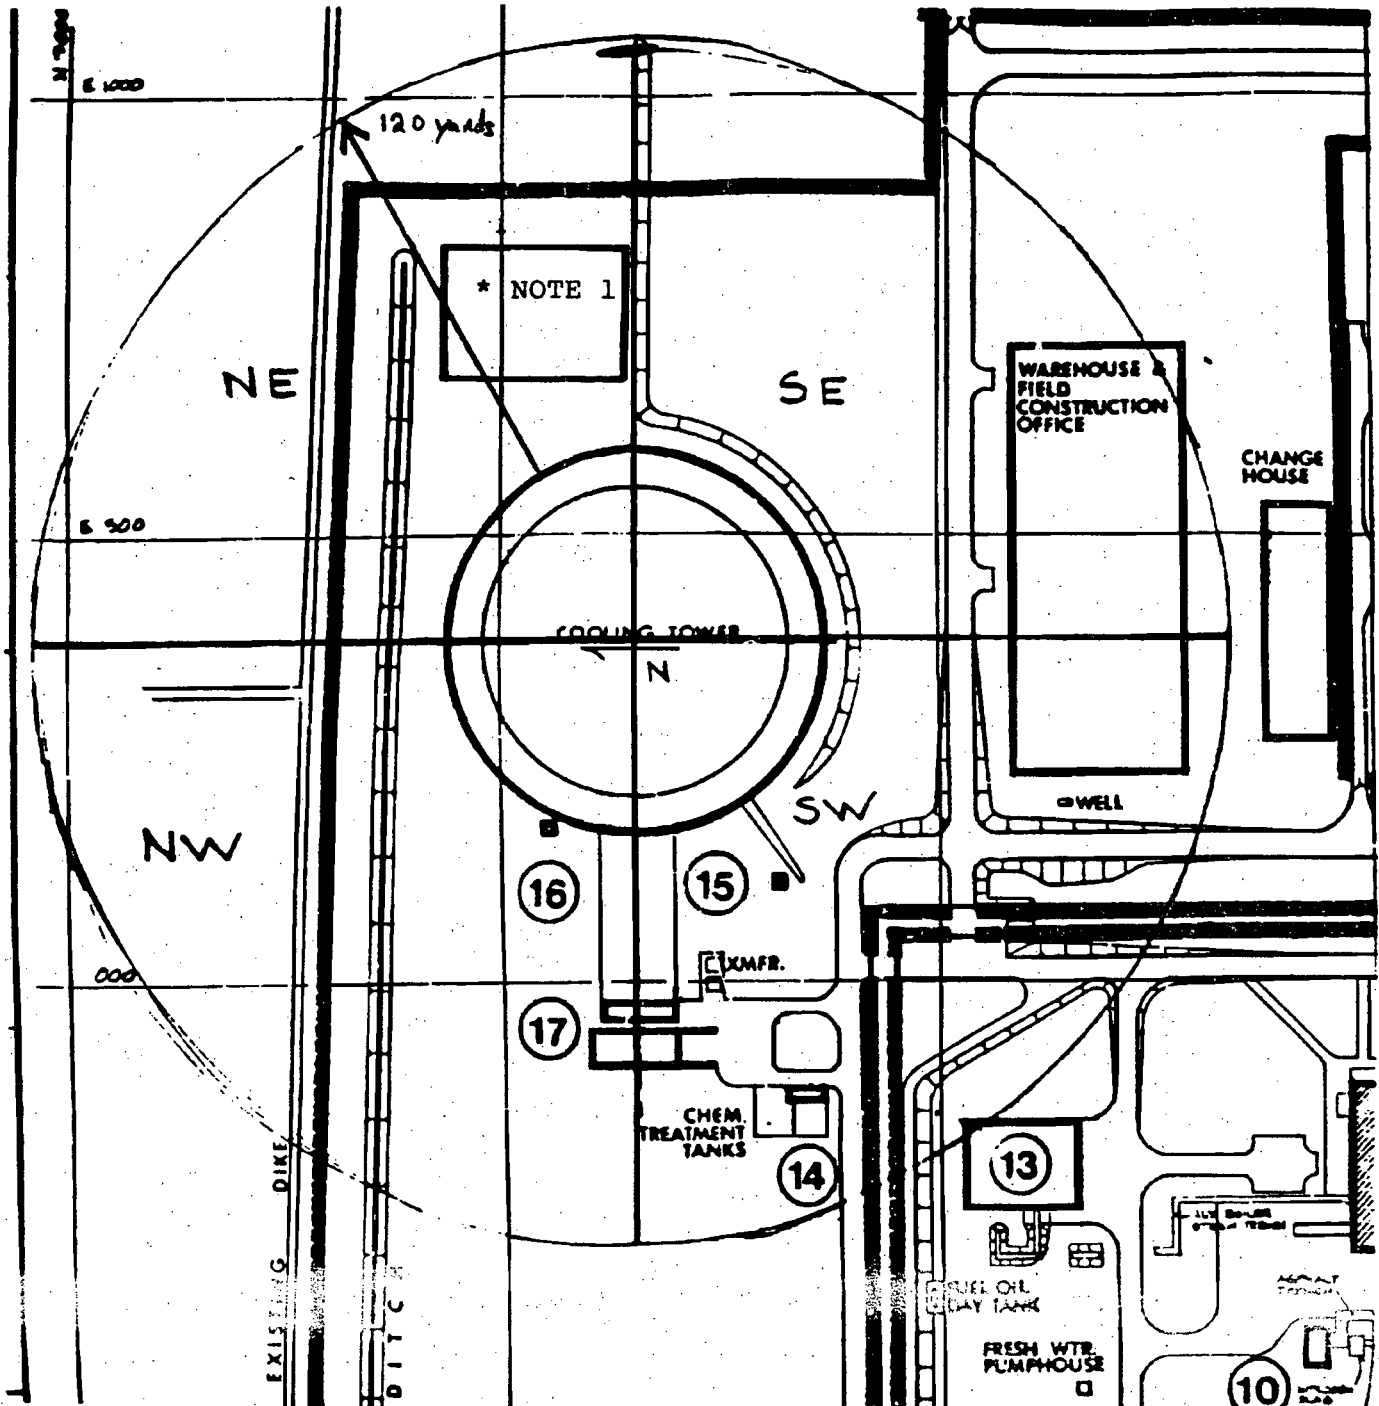 E 1000
120 yards
* NOTE 1
NE
SE
WAREHOUSE &
FIELD
CONSTRUCTION
OFFICE
CHANGE
HOUSE
E 500
COOLING TOWER
N
SW
WELL
NW
16
15
000
XMFR.
17
CHEM.
TREATMENT
TANKS
14
13
EXISTING DIKE
DITCH
FUEL OIL
DAY TANK
FRESH WTR.
PUMPHOUSE
ASPHALT
10